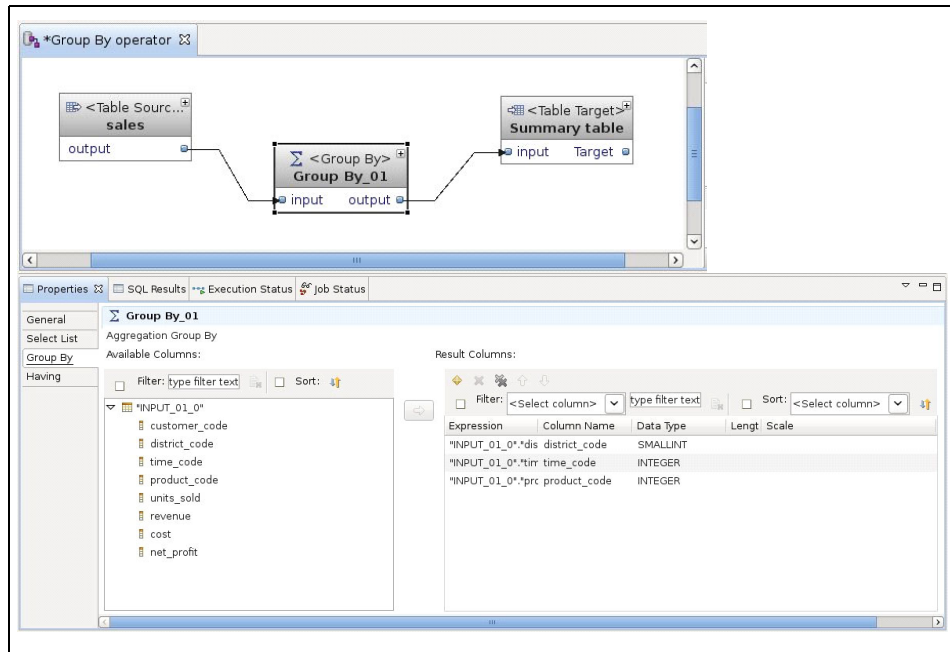 *Group By operator
<Table Sourc...
sales
output
<Group By>
Group By_01
input output
<Table Target>
Summary table
input Target
Properties SQL Results Execution Status Job Status
General
Select List
Group By
Having
Group By_01
Aggregation Group By
Available Columns:
Filter: type filter text Sort:
"INPUT_01_0"
customer_code
district_code
time_code
product_code
units_sold
revenue
cost
net_profit
Result Columns:
Filter: <Select column> type filter text Sort: <Select column>
Expression Column Name Data Type Lengt Scale
"INPUT_01_0"."dis district_code SMALLINT
"INPUT_01_0"."tim time_code INTEGER
"INPUT_01_0"."prc product_code INTEGER